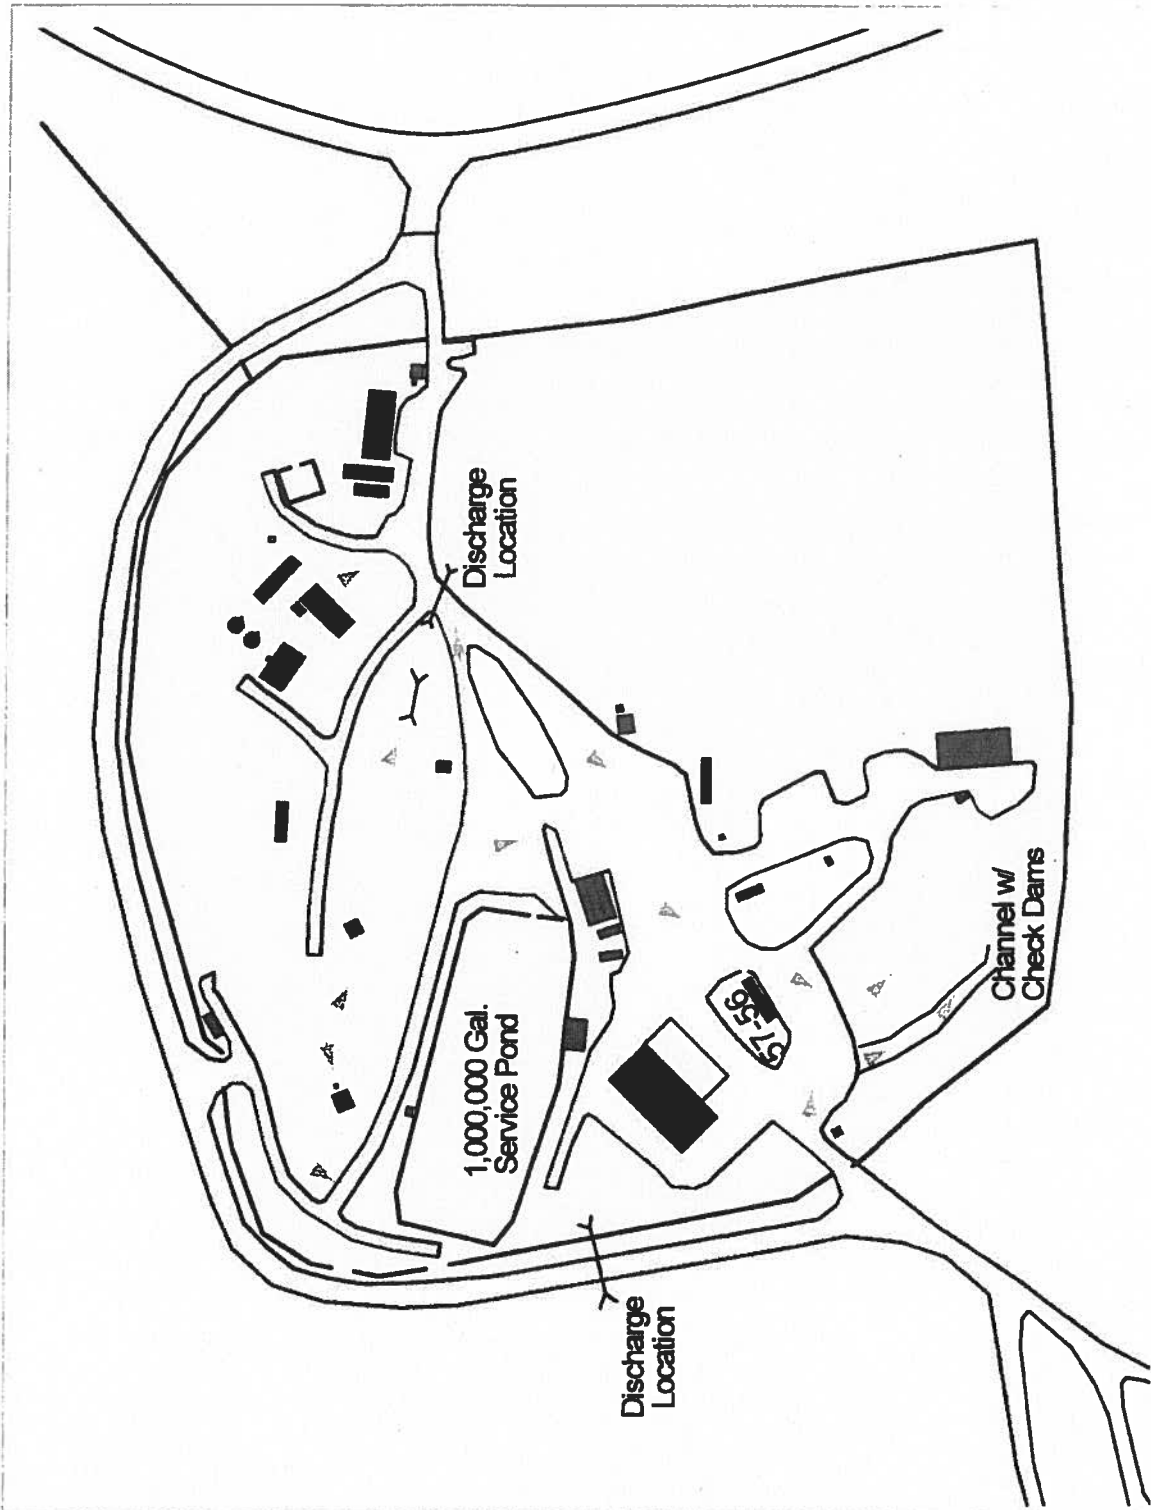 Discharge
Location
1,000,000 Gal.
Service Pond
57-56
Channel w/
Check Dams
Discharge
Location